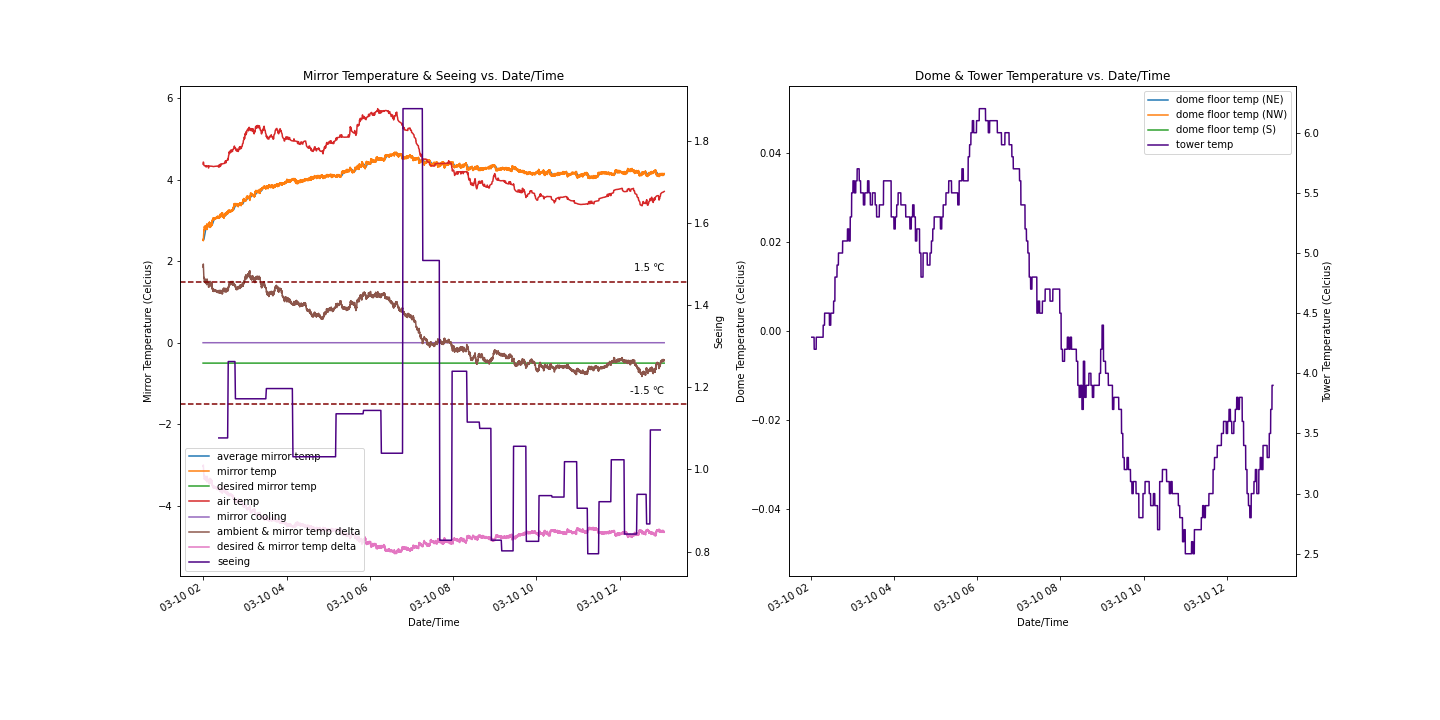 Mirror Temperature & Seeing vs. Date/Time
6
4
2
0
−2
−4
Mirror Temperature (Celcius)
1.8
1.6
1.4
1.2
1.0
0.8
Seeing
1.5 °C
-1.5 °C
average mirror temp
mirror temp
desired mirror temp
air temp
mirror cooling
ambient & mirror temp delta
desired & mirror temp delta
seeing
03-10 02
03-10 04
03-10 06
03-10 08
03-10 10
03-10 12
Date/Time
Dome & Tower Temperature vs. Date/Time
0.04
0.02
0.00
−0.02
−0.04
Dome Temperature (Celcius)
6.0
5.5
5.0
4.5
4.0
3.5
3.0
2.5
Tower Temperature (Celcius)
dome floor temp (NE)
dome floor temp (NW)
dome floor temp (S)
tower temp
03-10 02
03-10 04
03-10 06
03-10 08
03-10 10
03-10 12
Date/Time